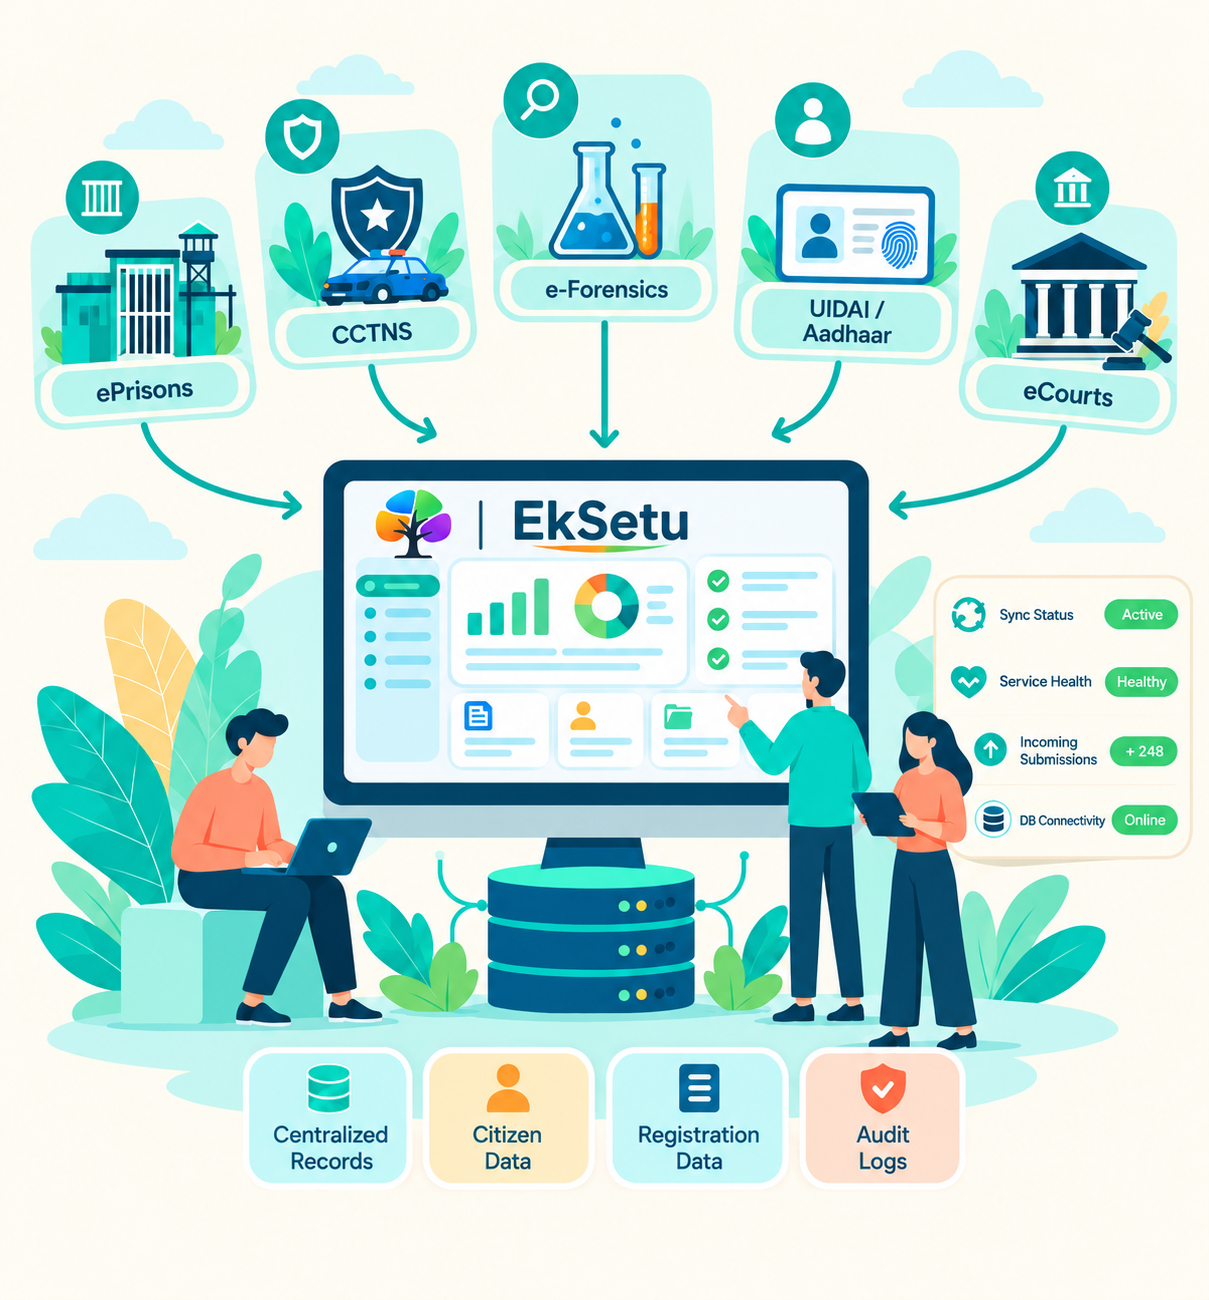 ePrisons
CCTNS
e-Forensics
UIDAI /
Aadhaar
eCourts
EkSetu
Sync Status
Active
Service Health
Healthy
Incoming
Submissions
+ 248
DB Connectivity
Online
Centralized
Records
Citizen
Data
Registration
Data
Audit
Logs